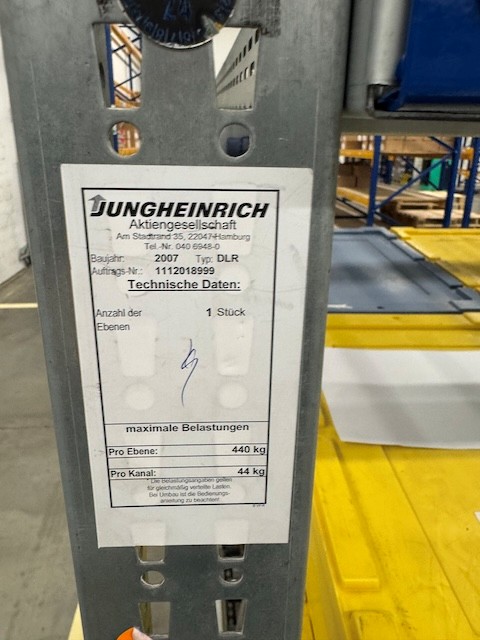 JUNGHEINRICH
Aktiengesellschaft
Am Stadtrand 35, 22047 Hamburg
Tel.-Nr. 040 6948-0
Baujahr: 2007 Typ: DLR
Auftrags-Nr.: 1112018999
Technische Daten:
Anzahl der 1 Stück
Ebenen
maximale Belastungen
Pro Ebene: 440 kg
Pro Kanal: 44 kg
* Die Belastungsangaben gelten
für gleichmäßig verteilte Lasten.
Bei Umbau ist die Bedienungs-
anleitung zu beachten!